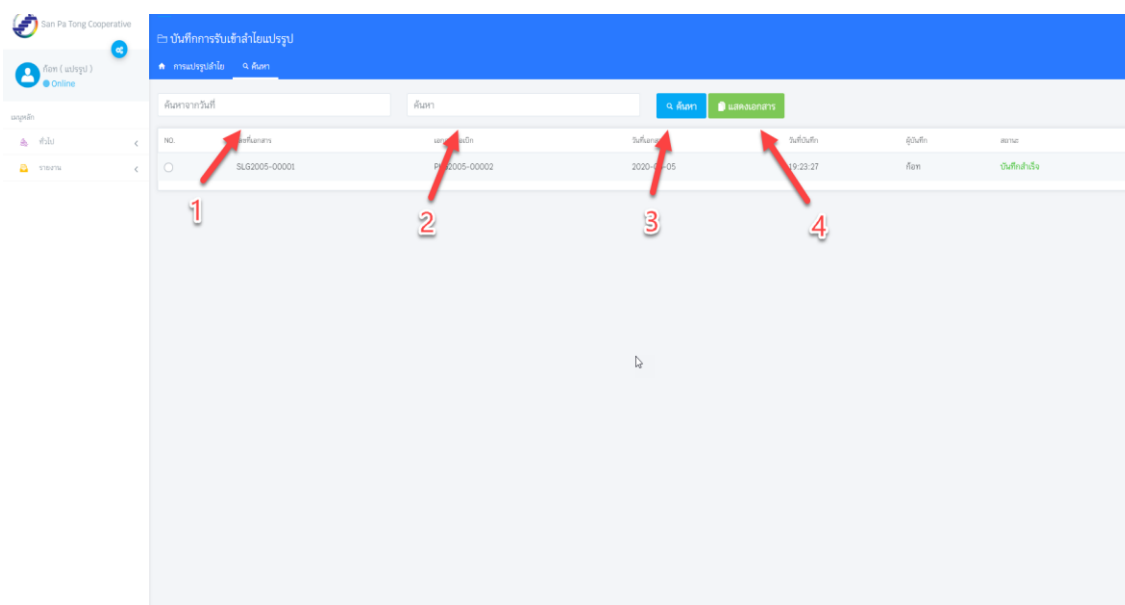 San Pa Tong Cooperative
ก๊อท ( แปรรูป )
Online
เมนูหลัก
ทั่วไป
รายงาน
บันทึกการรับเข้าลำไยแปรรูป
การแปรรูปลำไย ค้นหา
ค้นหาจากวันที่ ค้นหา ค้นหา แสดงเอกสาร
NO. วันที่บันทึก ผู้บันทึก สถานะ
SLG2005-00001 19:23:27 ก๊อท บันทึกสำเร็จ
1 2 3 4